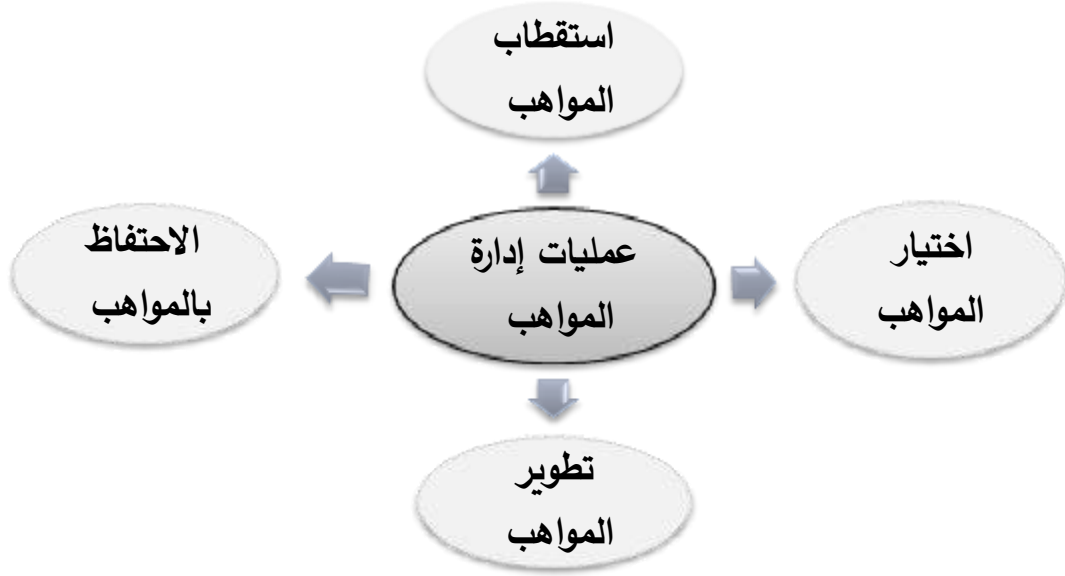 استقطاب
المواهب
اختيار
المواهب
عمليات إدارة
المواهب
الاحتفاظ
بالمواهب
تطوير
المواهب